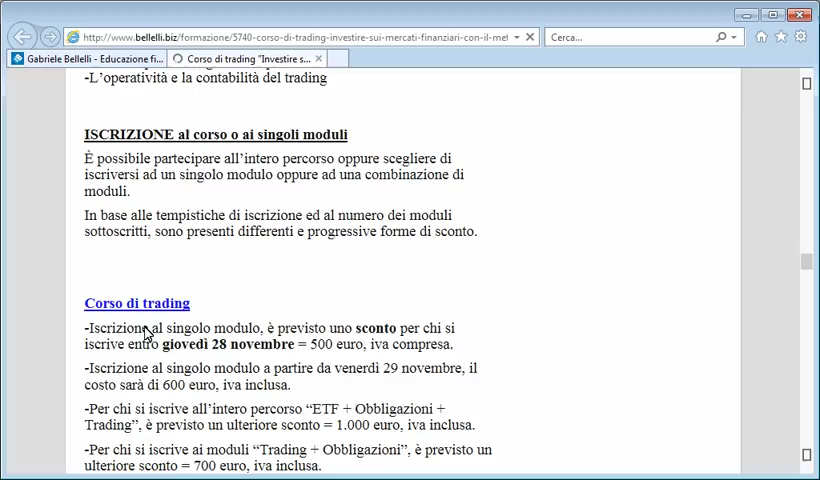 http://www.bellelli.biz/formazione/5740-corso-di-trading-investire-sui-mercati-finanziari-con-il-met
Cerca...
Gabriele Bellelli - Educazione fi...
Corso di trading "Investire s...
-L'operatività e la contabilità del trading
ISCRIZIONE al corso o ai singoli moduli
È possibile partecipare all'intero percorso oppure scegliere di
iscriversi ad un singolo modulo oppure ad una combinazione di
moduli.
In base alle tempistiche di iscrizione ed al numero dei moduli
sottoscritti, sono presenti differenti e progressive forme di sconto.
Corso di trading
-Iscrizione al singolo modulo, è previsto uno sconto per chi si
iscrive entro giovedì 28 novembre = 500 euro, iva compresa.
-Iscrizione al singolo modulo a partire da venerdì 29 novembre, il
costo sarà di 600 euro, iva inclusa.
-Per chi si iscrive all'intero percorso "ETF + Obbligazioni +
Trading", è previsto un ulteriore sconto = 1.000 euro, iva inclusa.
-Per chi si iscrive ai moduli "Trading + Obbligazioni", è previsto un
ulteriore sconto = 700 euro, iva inclusa.